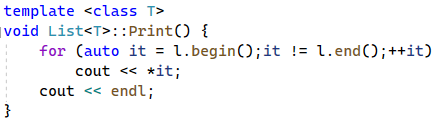 template <class T>
void List<T>::Print() {
    for (auto it = l.begin();it != l.end();++it)
        cout << *it;
    cout << endl;
}